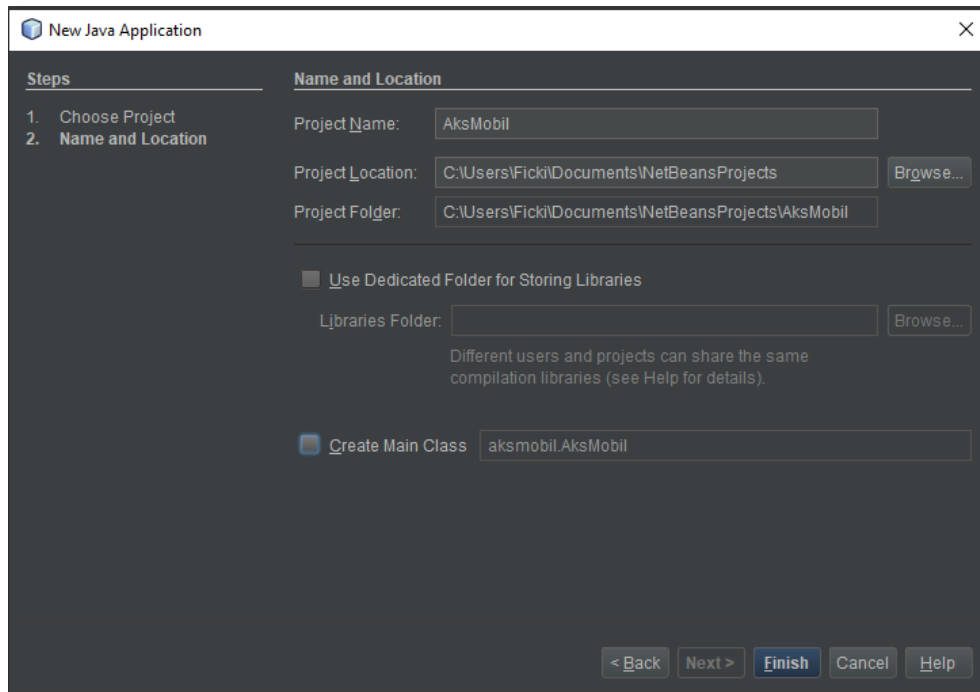 New Java Application
Steps
1. Choose Project
2. Name and Location
Name and Location
Project Name: AksMobil
Project Location: C:\Users\Ficki\Documents\NetBeansProjects Browse...
Project Folder: C:\Users\Ficki\Documents\NetBeansProjects\AksMobil
Use Dedicated Folder for Storing Libraries
Libraries Folder: Browse...
Different users and projects can share the same
compilation libraries (see Help for details).
Create Main Class aksmobil.AksMobil
< Back Next > Finish Cancel Help